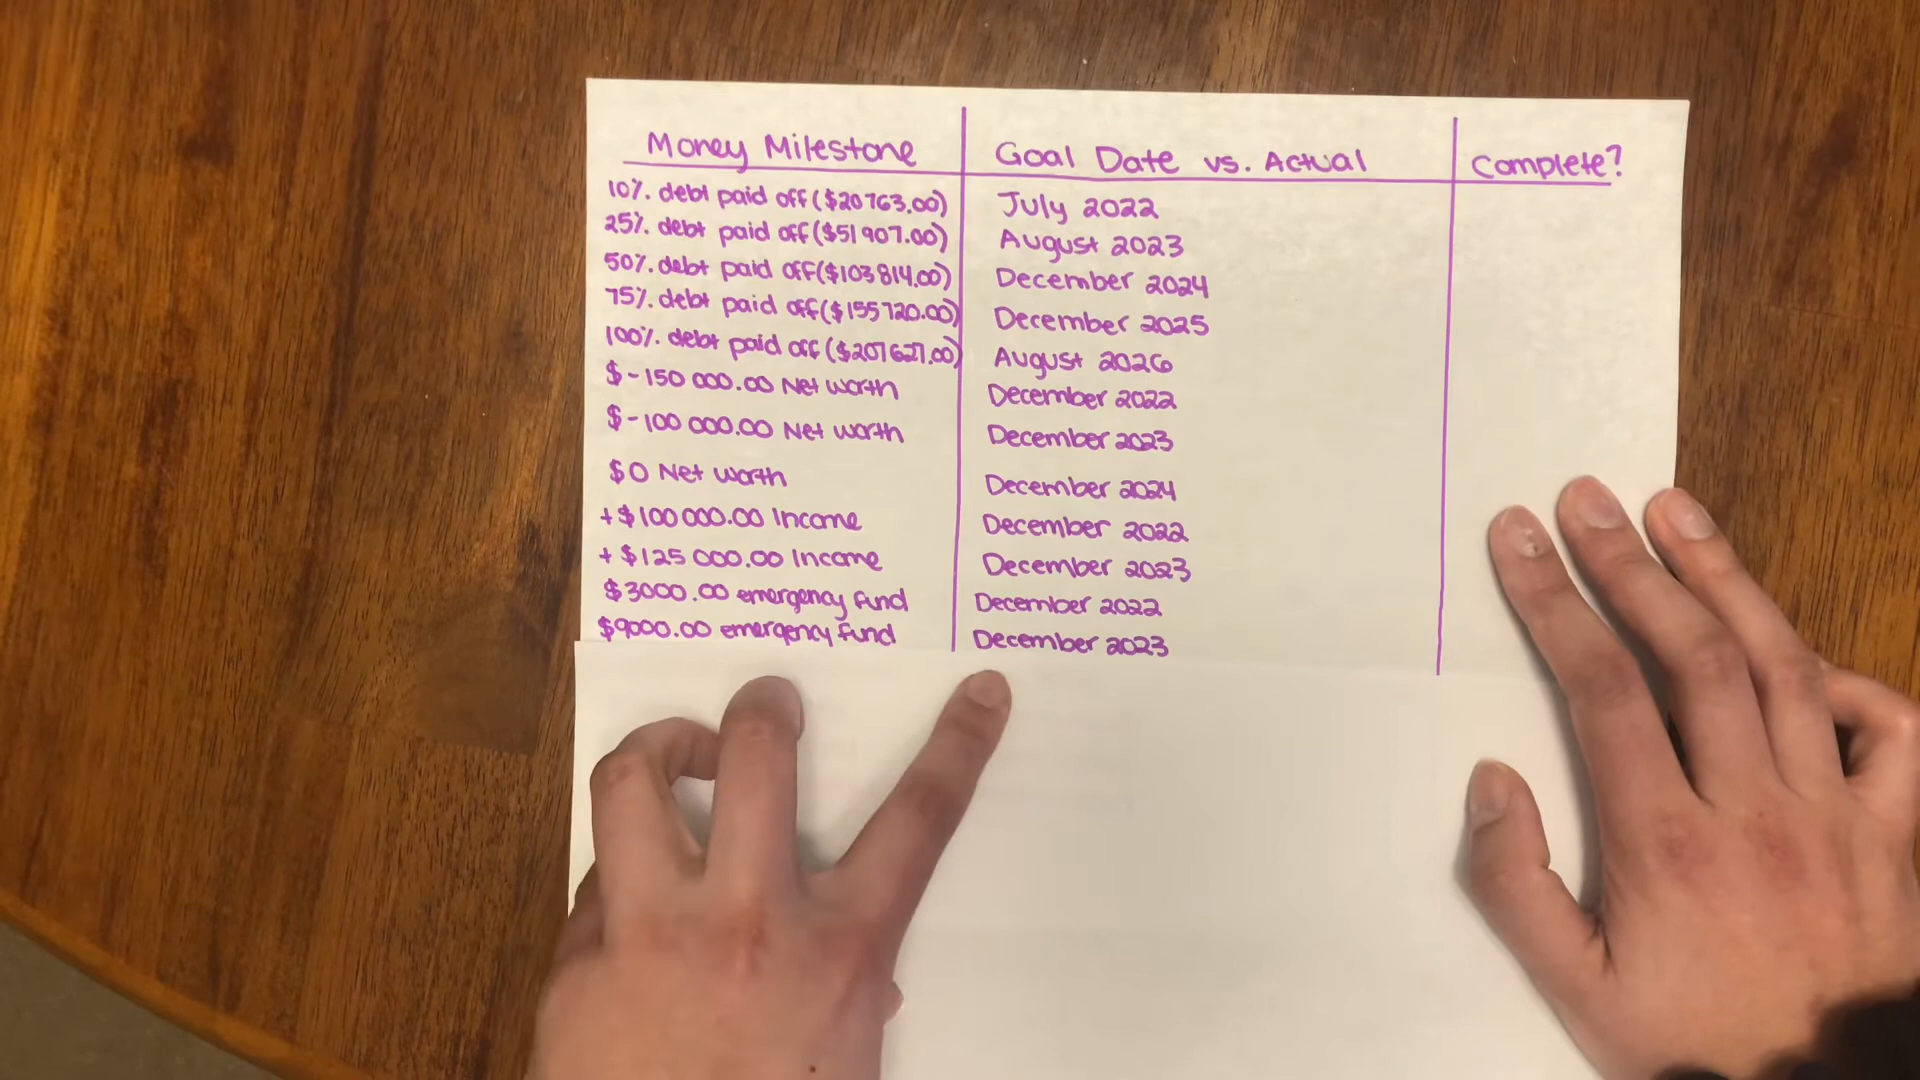 Money Milestone Goal Date vs. Actual Complete?
10% debt paid off ($20763.00) July 2022
25% debt paid off ($51907.00) August 2023
50% debt paid off ($103814.00) December 2024
75% debt paid off ($155720.00) December 2025
100% debt paid off ($207627.00) August 2026
$-150 000.00 Net worth December 2022
$-100 000.00 Net worth December 2023
$0 Net worth December 2024
+$100 000.00 Income December 2022
+$125 000.00 Income December 2023
$3000.00 emergency fund December 2022
$9000.00 emergency fund December 2023